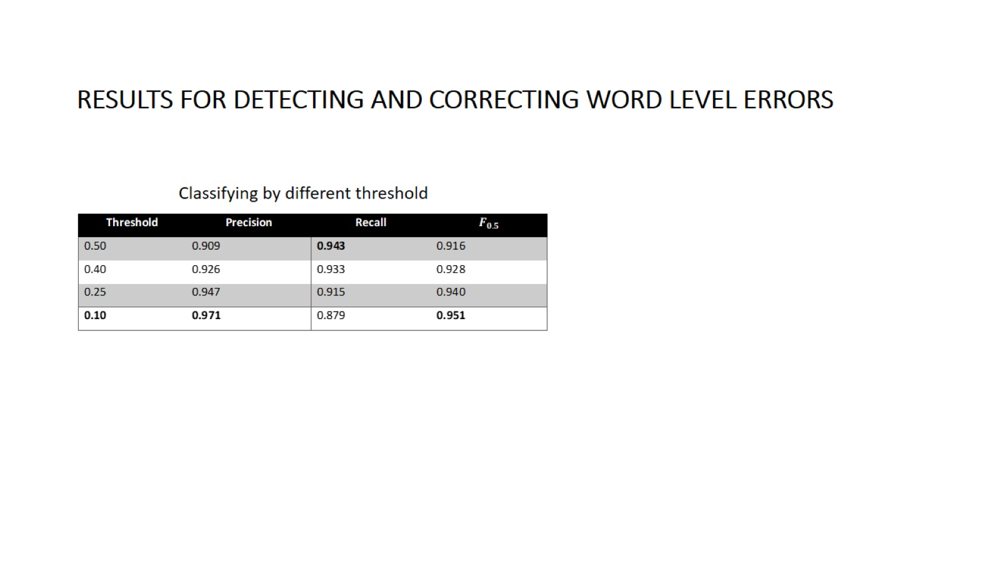 RESULTS FOR DETECTING AND CORRECTING WORD LEVEL ERRORS
Classifying by different threshold
Threshold Precision Recall F0.5
0.50 0.909 0.943 0.916
0.40 0.926 0.933 0.928
0.25 0.947 0.915 0.940
0.10 0.971 0.879 0.951